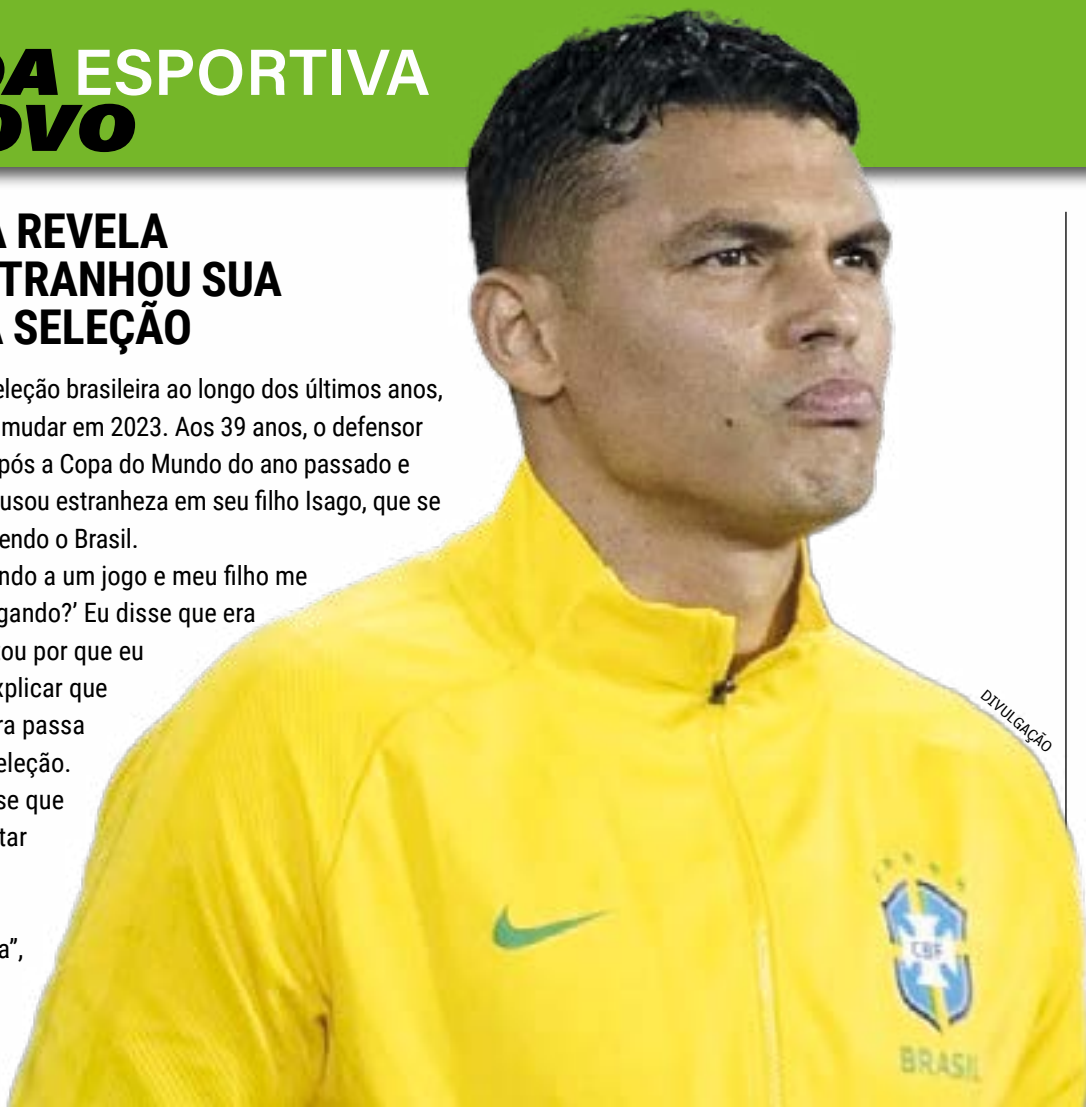 DA ESPORTIVA
OVO
A REVELA
TRANHOU SUA
A SELEÇÃO
eleção brasileira ao longo dos últimos anos,
mudar em 2023. Aos 39 anos, o defensor
pós a Copa do Mundo do ano passado e
usou estranheza em seu filho Isago, que se
endo o Brasil.
ndo a um jogo e meu filho me
gando?’ Eu disse que era
tou por que eu
xplicar que
ra passa
eleção.
se que
tar
a”,
DIVULGAÇÃO
CBF
BRASIL